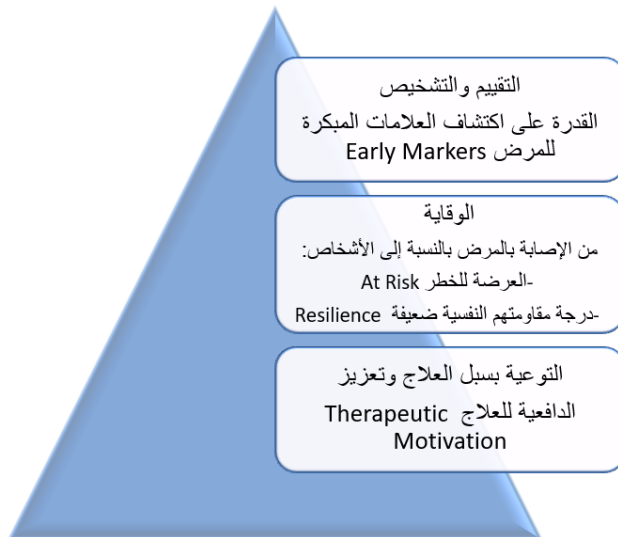 التقييم والتشخيص
القدرة على اكتشاف العلامات المبكرة
للمرض Early Markers
الوقاية
من الإصابة بالمرض بالنسبة إلى الأشخاص:
-العرضة للخطر At Risk
-درجة مقاومتهم النفسية ضعيفة Resilience
التوعية بسبل العلاج وتعزيز
الدافعية للعلاج Therapeutic
Motivation